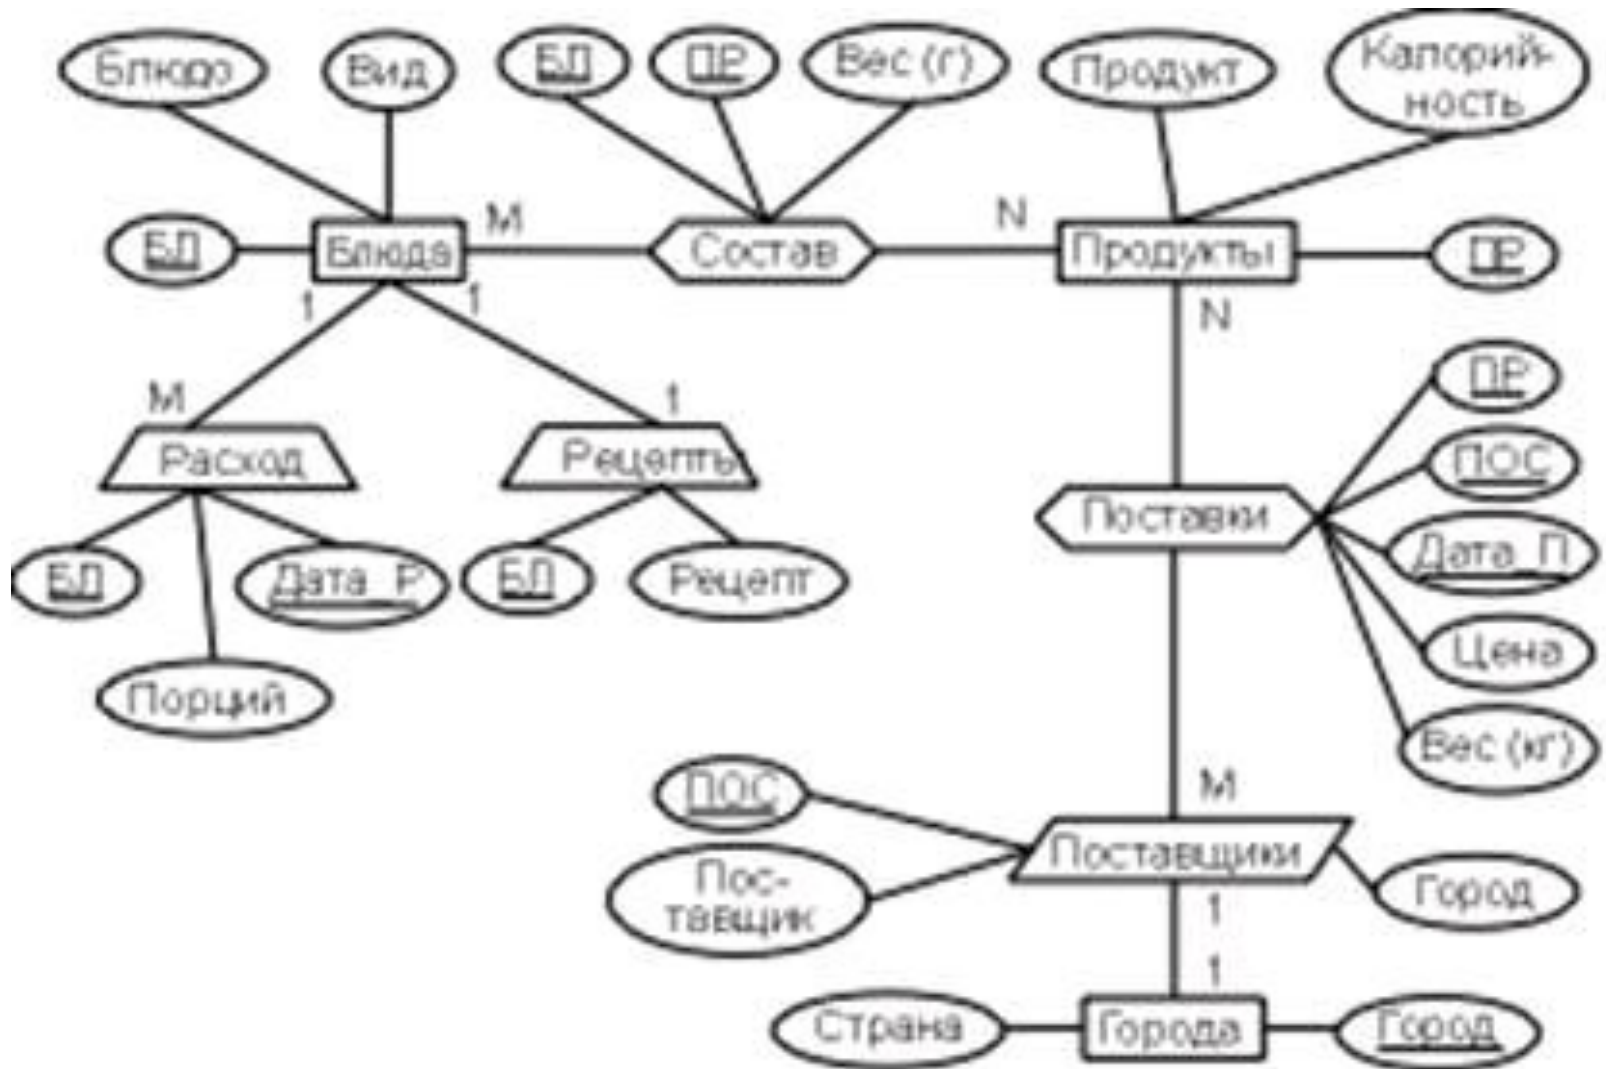 Блюдо
Вид
БЛ
ПР
Вес (г)
Продукт
Калорий-
ность
БЛ
Блюда
М
Состав
N
Продукты
ПР
1
1
N
М
1
Расход
Рецепты
ПР
ПОС
Поставки
Дата_П
БЛ
Дата_Р
БЛ
Рецепт
Цена
Порций
Вес (кг)
ПОС
М
Поставщики
Пос-
тавщик
Город
1
1
Страна
Города
Город